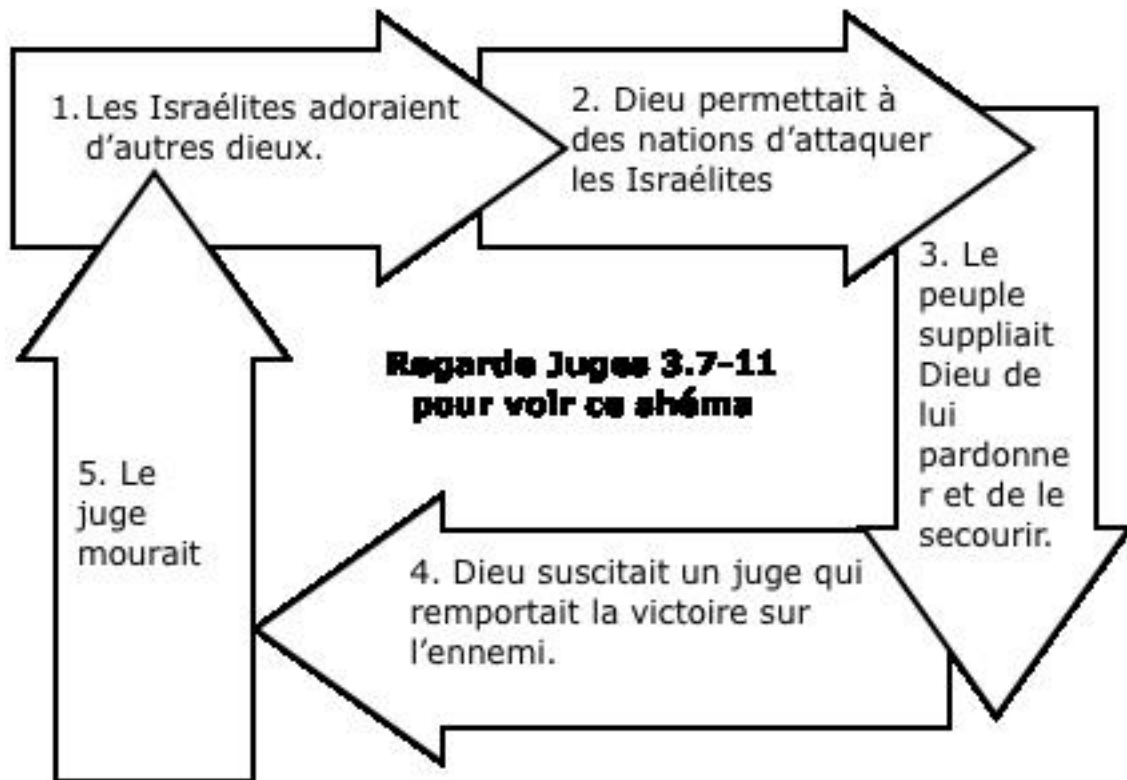 1. Les Israélites adoraient
d'autres dieux.
2. Dieu permettait à
des nations d'attaquer
les Israélites
3. Le
peuple
suppliait
Dieu de
lui
pardonne
r et de le
secourir.
Regarde Juges 3.7-11
pour voir ce shéma
4. Dieu suscitait un juge qui
remportait la victoire sur
l'ennemi.
5. Le
juge
mourait